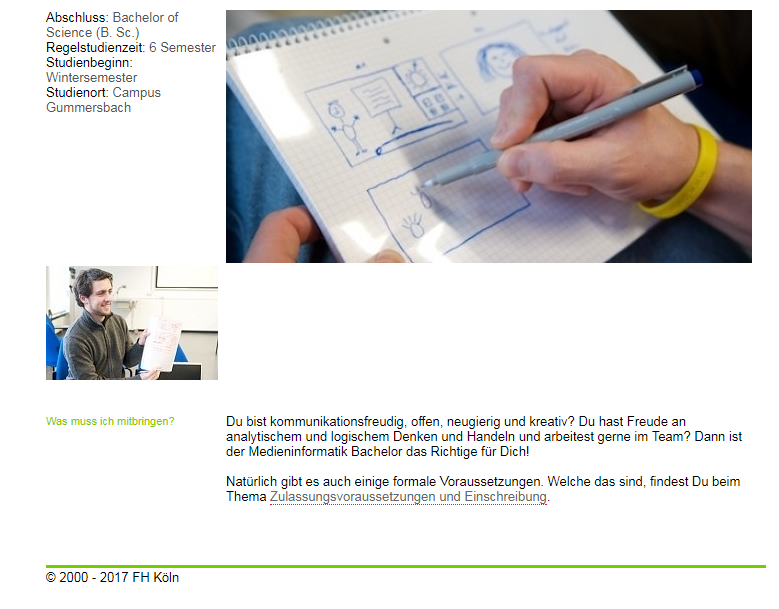 Abschluss: Bachelor of
Science (B. Sc.)
Regelstudienzeit: 6 Semester
Studienbeginn:
Wintersemester
Studienort: Campus
Gummersbach
Was muss ich mitbringen?
Du bist kommunikationsfreudig, offen, neugierig und kreativ? Du hast Freude an
analytischem und logischem Denken und Handeln und arbeitest gerne im Team? Dann ist
der Medieninformatik Bachelor das Richtige für Dich!
Natürlich gibt es auch einige formale Voraussetzungen. Welche das sind, findest Du beim
Thema Zulassungsvoraussetzungen und Einschreibung.
© 2000 - 2017 FH Köln